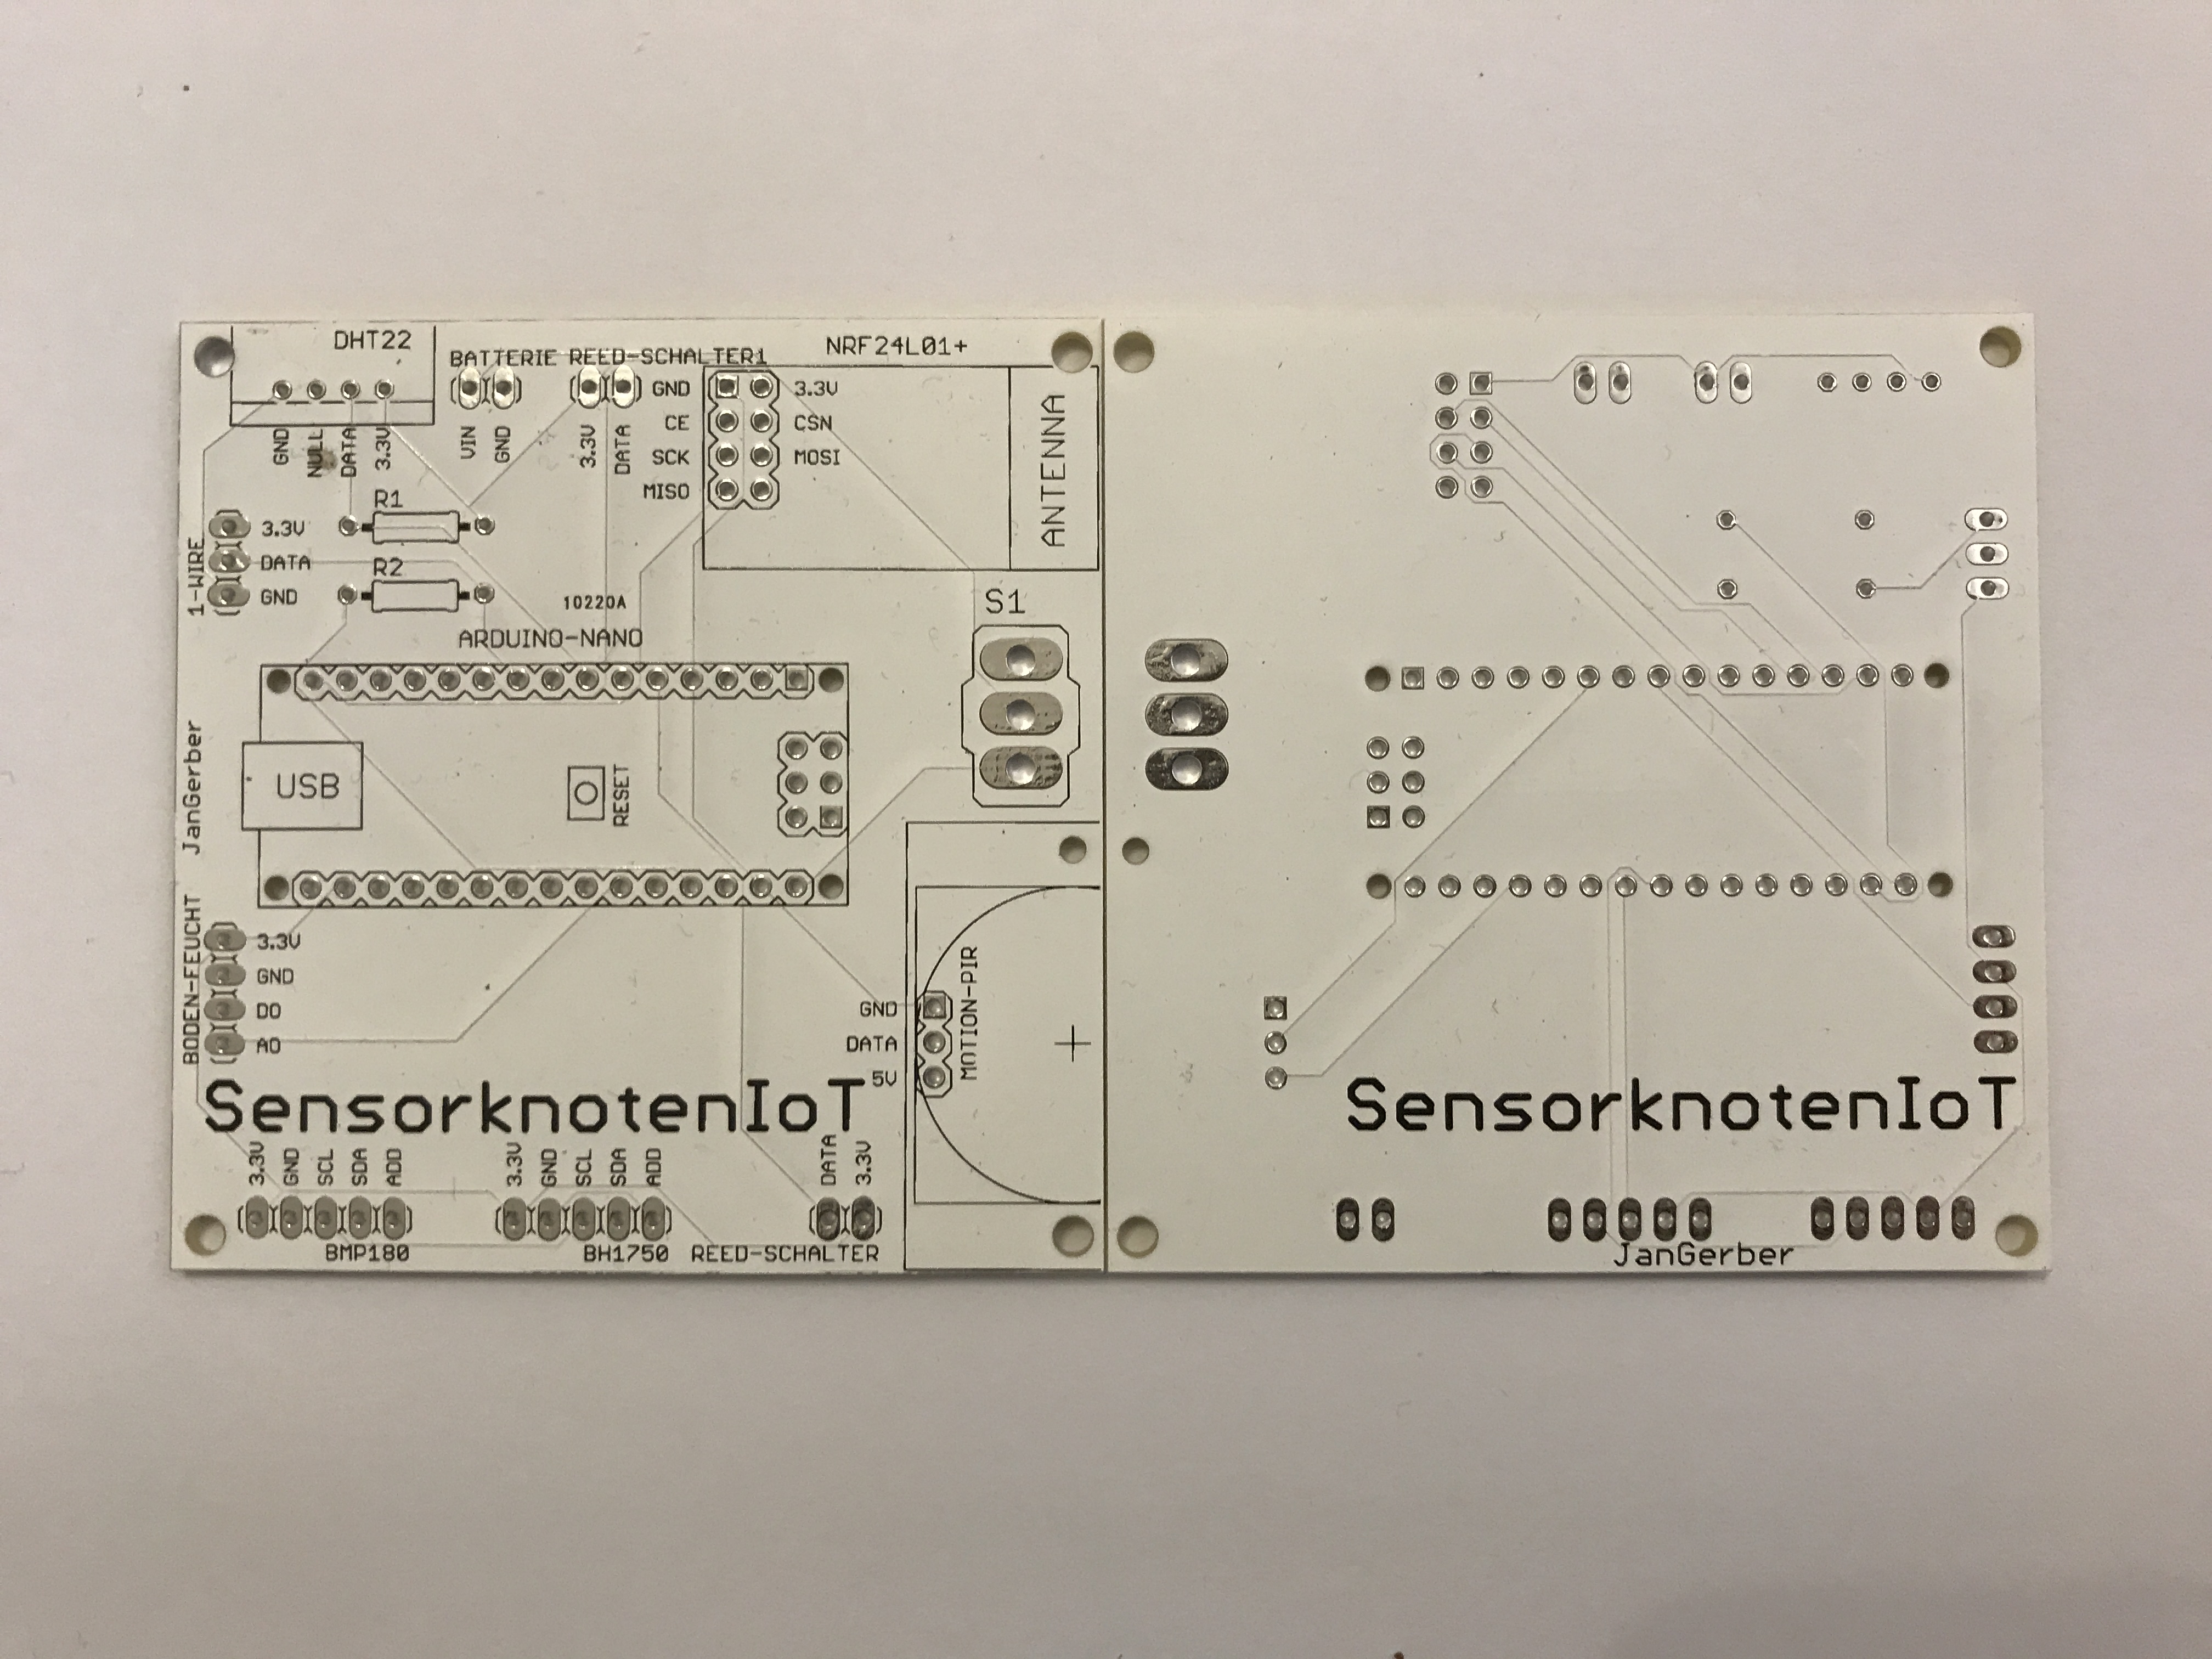 JanGerber
SensorknotenIoT
REED-SCHALTER
BH1750
BMP180
3.3V
DATA
ADD
SDA
SCL
GND
3.3V
ADD
SDA
SCL
GND
3.3V
SensorknotenIoT
MOTION-PIR
5V
DATA
GND
BODEN-FEUCHT
AO
DO
GND
3.3V
JanGerber
RESET
USB
ARDUINO-NANO
10220A
S1
R2
R1
1-WIRE
GND
DATA
3.3V
ANTENNA
MISO
MOSI
SCK
CSN
CE
3.3V
GND
NRF24L01+
DATA
3.3V
REED-SCHALTER1
GND
VIN
BATTERIE
3.3V
DATA
NULL
GND
DHT22